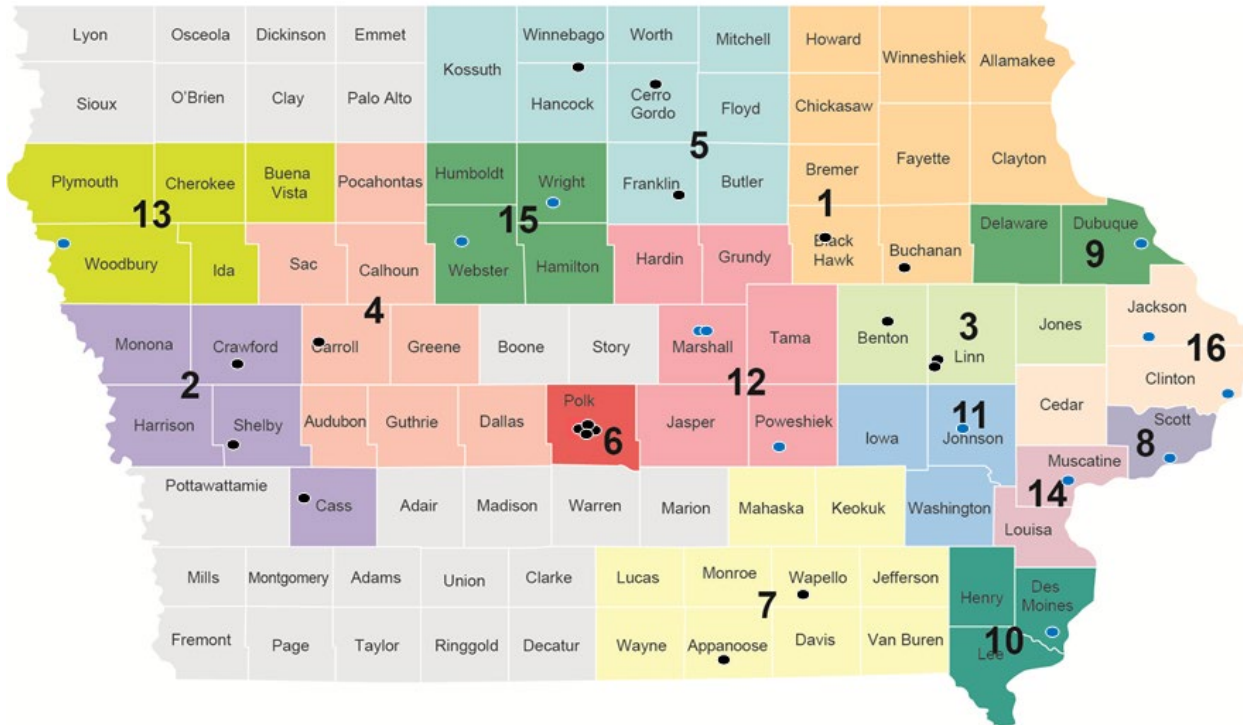 Lyon
Osceola
Dickinson
Emmet
Kossuth
Winnebago
Worth
Mitchell
Howard
Winneshiek
Allamakee
Sioux
O'Brien
Clay
Palo Alto
Hancock
Cerro
Gordo
Floyd
Chickasaw
5
Plymouth
Cherokee
Buena
Vista
Pocahontas
Humboldt
Wright
Franklin
Butler
Bremer
Fayette
Clayton
13
15
1
Woodbury
Ida
Sac
Calhoun
Webster
Hamilton
Hardin
Grundy
Black
Hawk
Buchanan
Delaware
Dubuque
9
4
Monona
Crawford
Carroll
Greene
Boone
Story
Marshall
Tama
Benton
3
Linn
Jones
Jackson
16
2
12
Clinton
Harrison
Shelby
Audubon
Guthrie
Dallas
Polk
6
Jasper
Poweshiek
Iowa
11
Johnson
Cedar
Scott
8
Pottawattamie
Cass
Adair
Madison
Warren
Marion
Mahaska
Keokuk
Washington
Muscatine
14
Louisa
Mills
Montgomery
Adams
Union
Clarke
Lucas
Monroe
Wapello
Jefferson
Henry
Des
Moines
7
Fremont
Page
Taylor
Ringgold
Decatur
Wayne
Appanoose
Davis
Van Buren
10
Lee